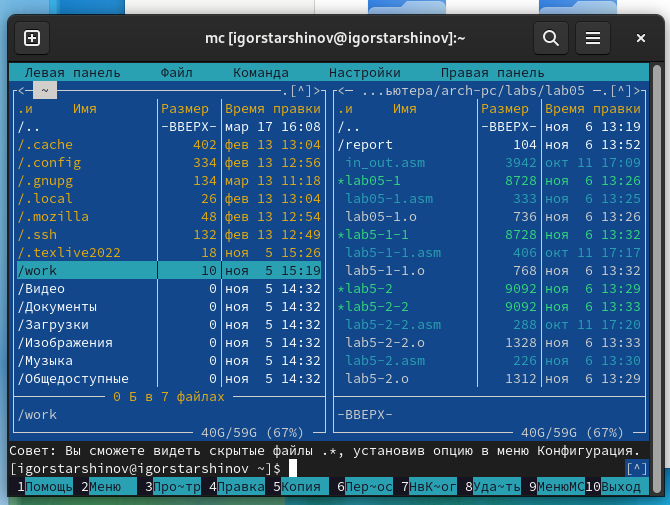 mc [igorstarshinov@igorstarshinov]:~
Левая панель Файл Команда Настройки Правая панель
<─ ~ .[^]>
.и Имя Размер Время правки
/.. -ВВЕРХ- мар 17 16:08
/.cache 402 фев 13 13:04
/.config 334 фев 13 12:56
/.gnupg 134 мар 13 11:18
/.local 26 фев 13 13:04
/.mozilla 48 фев 13 12:54
/.ssh 132 фев 13 12:49
/.texlive2022 18 ноя 5 15:26
/work 10 ноя 5 15:19
/Видео 0 ноя 5 14:32
/Документы 0 ноя 5 14:32
/Загрузки 0 ноя 5 14:32
/Изображения 0 ноя 5 14:32
/Музыка 0 ноя 5 14:32
/Общедоступные 0 ноя 5 14:32
0 Б в 7 файлах
/work
40G/59G (67%)
<─ ...ьютера/arch-pc/labs/lab05 ─.[^]>
.и Имя Размер Время правки
/.. -ВВЕРХ- ноя 6 13:19
/report 104 ноя 6 13:52
in_out.asm 3942 окт 11 17:09
*lab05-1 8728 ноя 6 13:26
lab05-1.asm 333 ноя 6 13:25
lab05-1.o 736 ноя 6 13:26
*lab5-1-1 8728 ноя 6 13:32
lab5-1-1.asm 406 окт 11 17:17
lab5-1-1.o 768 ноя 6 13:32
*lab5-2 9092 ноя 6 13:29
*lab5-2-2 9092 ноя 6 13:33
lab5-2-2.asm 288 окт 11 17:20
lab5-2-2.o 1328 ноя 6 13:33
lab5-2.asm 226 ноя 6 13:30
lab5-2.o 1312 ноя 6 13:29
-ВВЕРХ-
40G/59G (67%)
Совет: Вы сможете видеть скрытые файлы .*, установив опцию в меню Конфигурация.
[igorstarshinov@igorstarshinov ~]$ [^]
1Помощь 2Меню 3Про~тр 4Правка 5Копия 6Пер~ос 7НвК~ог 8Уда~ть 9МенюMC 10Выход